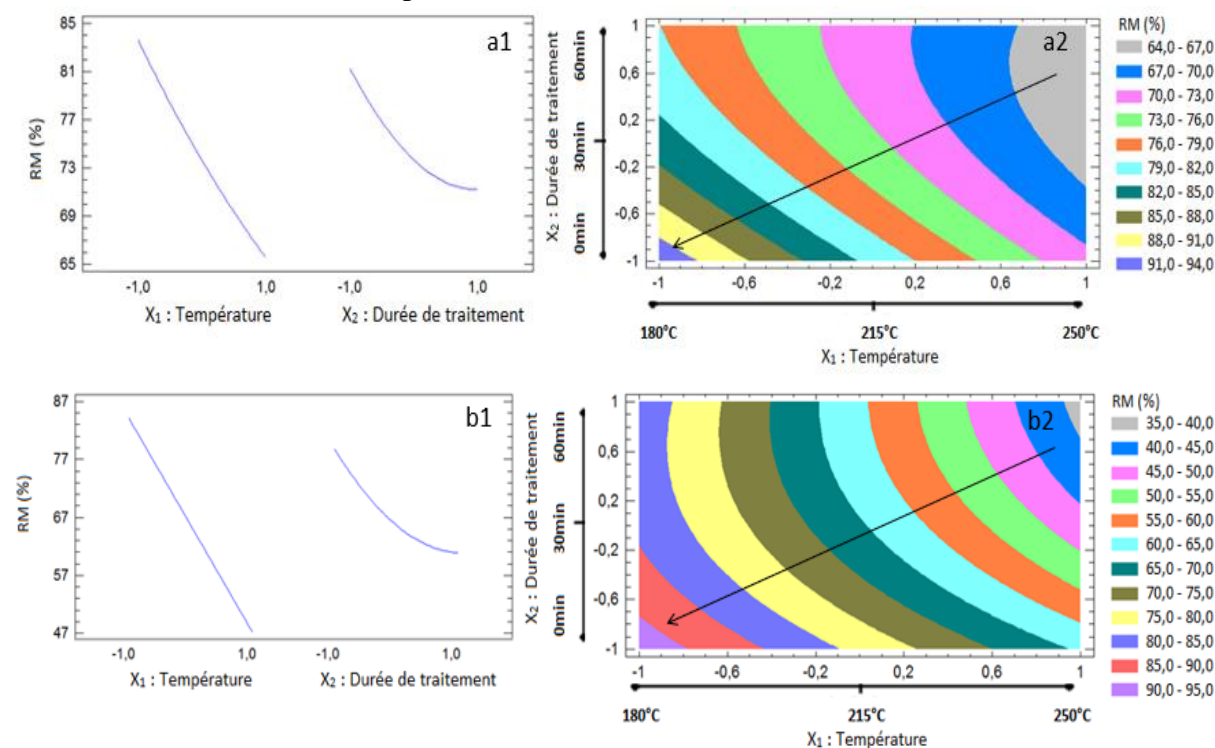 85
81
77
73
69
65
RM (%)
a1
-1,0
1,0
-1,0
1,0
X₁ : Température
X₂ : Durée de traitement
X₂ : Durée de traitement
0min
30min
60min
1
0,6
0,2
-0,2
-0,6
-1
a2
-1
-0,6
-0,2
0,2
0,6
1
180°C
215°C
250°C
X₁ : Température
RM (%)
64,0 - 67,0
67,0 - 70,0
70,0 - 73,0
73,0 - 76,0
76,0 - 79,0
79,0 - 82,0
82,0 - 85,0
85,0 - 88,0
88,0 - 91,0
91,0 - 94,0
87
77
67
57
47
RM (%)
b1
-1,0
1,0
-1,0
1,0
X₁ : Température
X₂ : Durée de traitement
X₂ : Durée de traitement
0min
30min
60min
1
0,6
0,2
-0,2
-0,6
-1
b2
-1
-0,6
-0,2
0,2
0,6
1
180°C
215°C
250°C
X₁ : Température
RM (%)
35,0 - 40,0
40,0 - 45,0
45,0 - 50,0
50,0 - 55,0
55,0 - 60,0
60,0 - 65,0
65,0 - 70,0
70,0 - 75,0
75,0 - 80,0
80,0 - 85,0
85,0 - 90,0
90,0 - 95,0